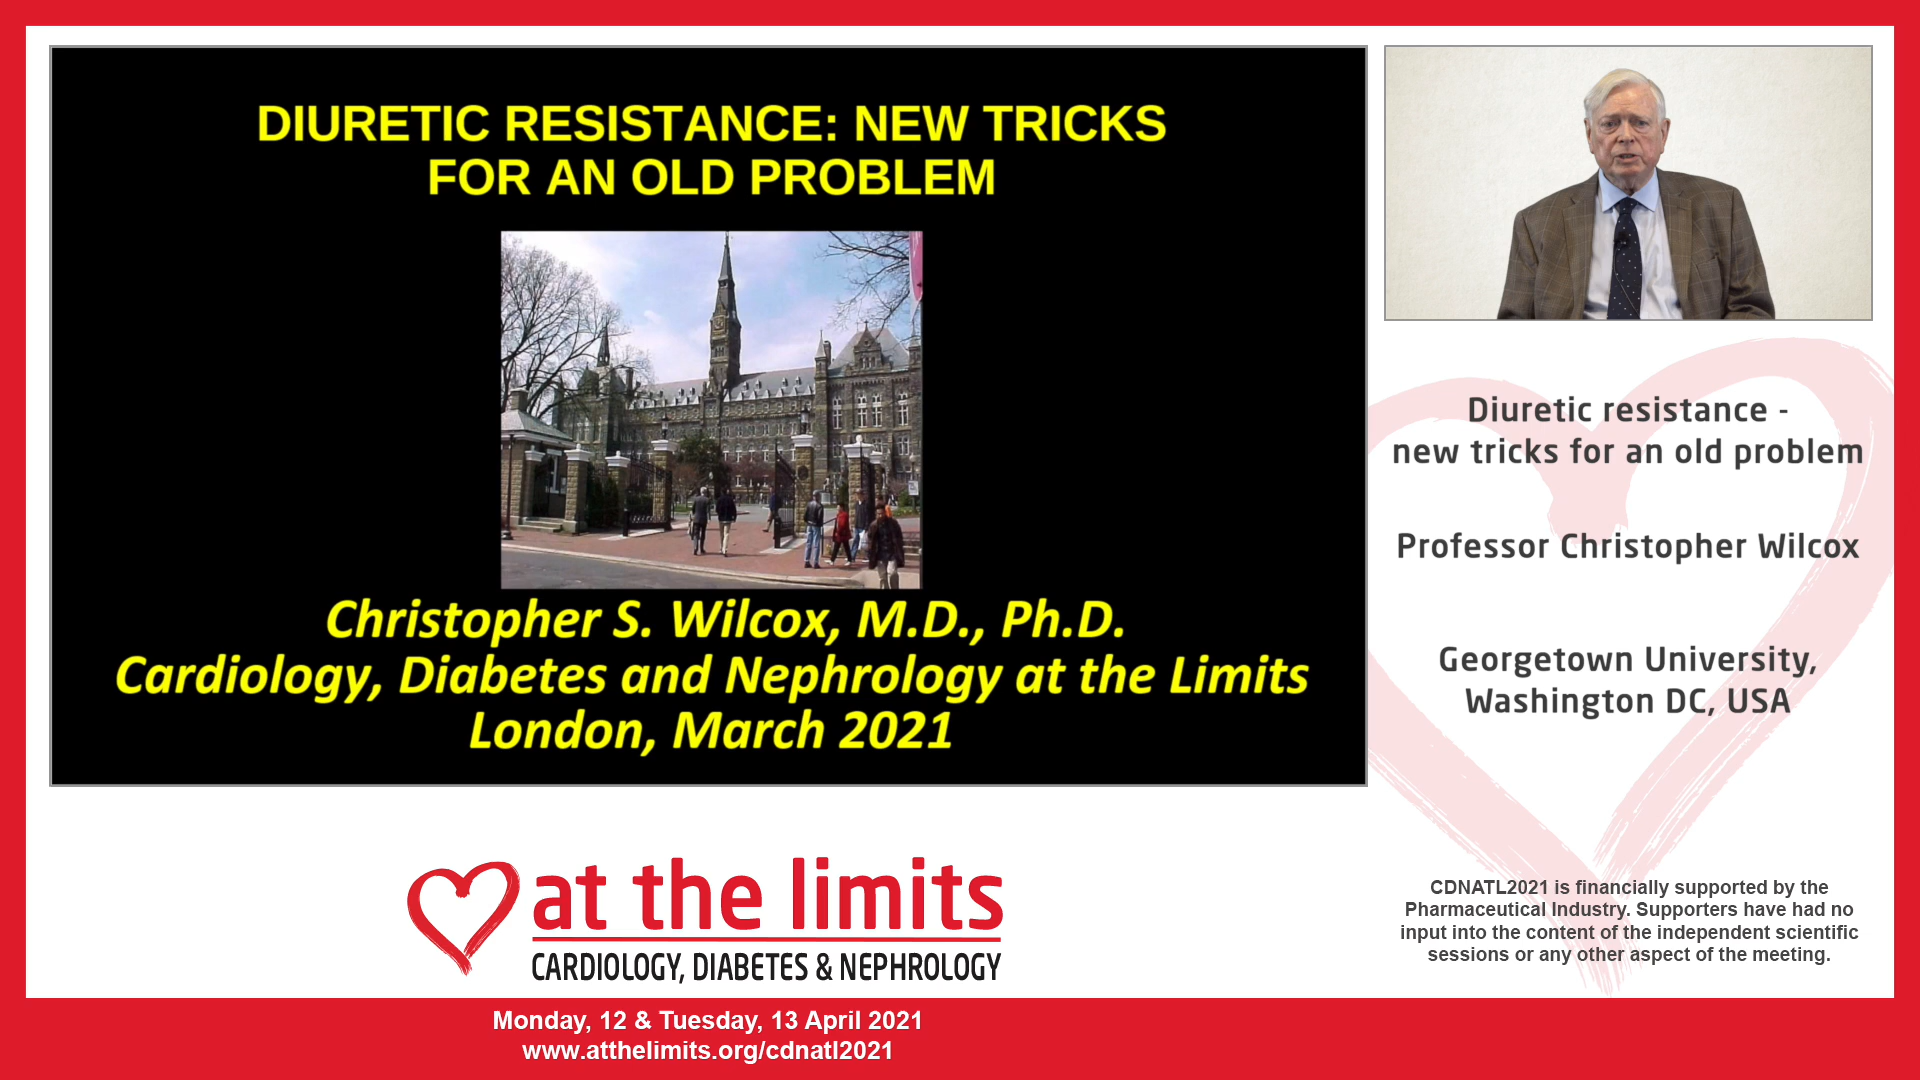 DIURETIC RESISTANCE: NEW TRICKS
FOR AN OLD PROBLEM
Christopher S. Wilcox, M.D., Ph.D.
Cardiology, Diabetes and Nephrology at the Limits
London, March 2021
Diuretic resistance -
new tricks for an old problem
Professor Christopher Wilcox
Georgetown University,
Washington DC, USA
CDNATL2021 is financially supported by the
Pharmaceutical Industry. Supporters have had no
input into the content of the independent scientific
sessions or any other aspect of the meeting.
at the limits
CARDIOLOGY, DIABETES & NEPHROLOGY
Monday, 12 & Tuesday, 13 April 2021
www.atthelimits.org/cdnatl2021